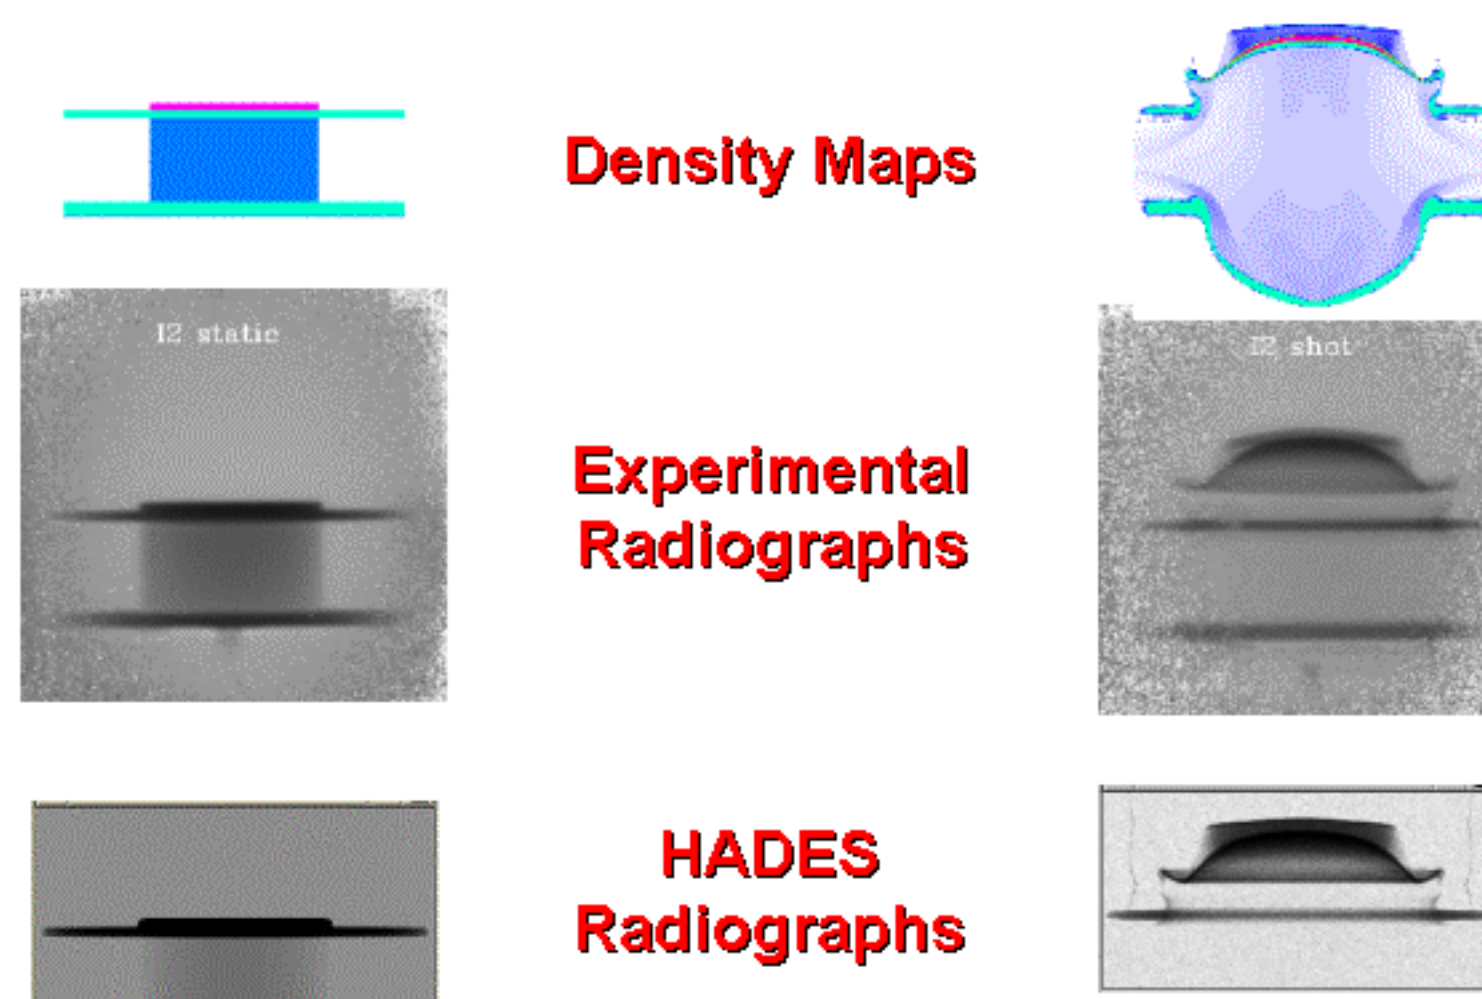 Density Maps
I2 static
I2 shot
Experimental
Radiographs
HADES
Radiographs